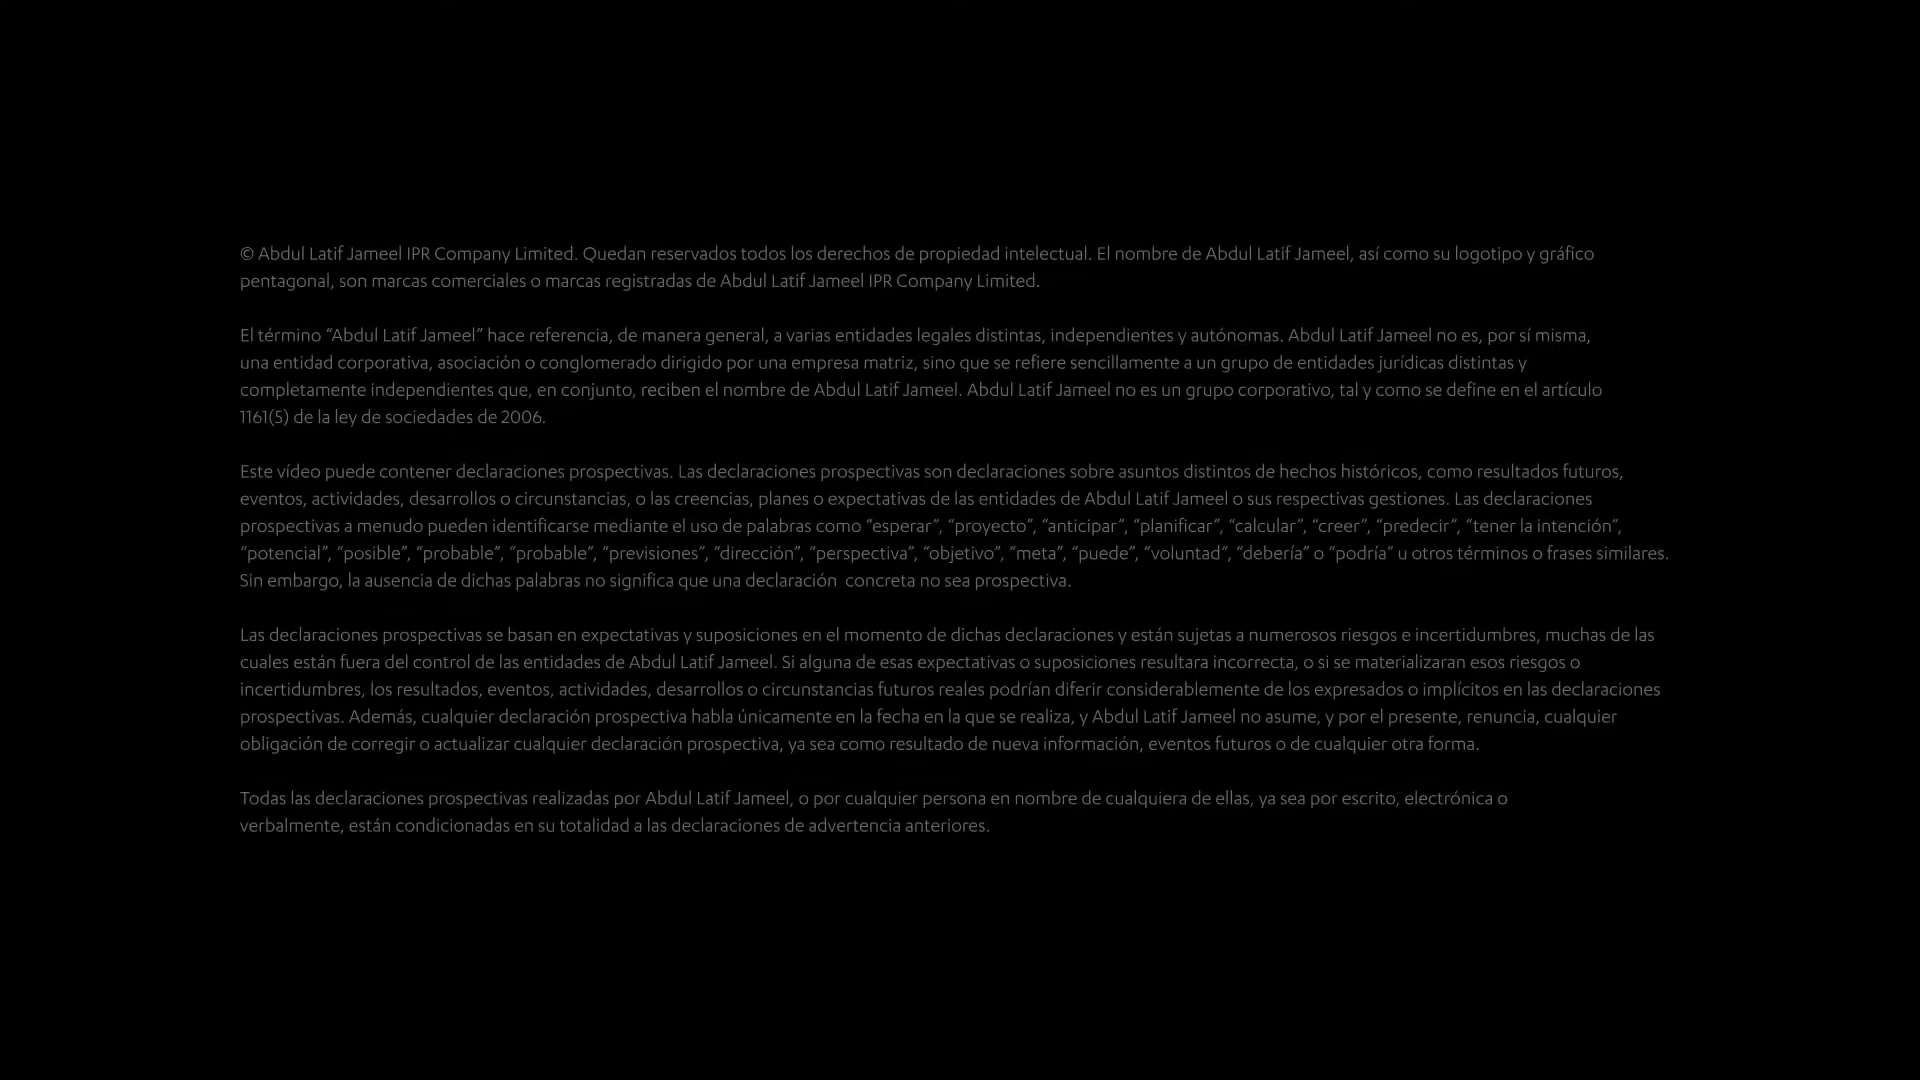 © Abdul Latif Jameel IPR Company Limited. Quedan reservados todos los derechos de propiedad intelectual. El nombre de Abdul Latif Jameel, así como su logotipo y gráfico
pentagonal, son marcas comerciales o marcas registradas de Abdul Latif Jameel IPR Company Limited.
El término “Abdul Latif Jameel” hace referencia, de manera general, a varias entidades legales distintas, independientes y autónomas. Abdul Latif Jameel no es, por sí misma,
una entidad corporativa, asociación o conglomerado dirigido por una empresa matriz, sino que se refiere sencillamente a un grupo de entidades jurídicas distintas y
completamente independientes que, en conjunto, reciben el nombre de Abdul Latif Jameel. Abdul Latif Jameel no es un grupo corporativo, tal y como se define en el artículo
1161(5) de la ley de sociedades de 2006.
Este vídeo puede contener declaraciones prospectivas. Las declaraciones prospectivas son declaraciones sobre asuntos distintos de hechos históricos, como resultados futuros,
eventos, actividades, desarrollos o circunstancias, o las creencias, planes o expectativas de las entidades de Abdul Latif Jameel o sus respectivas gestiones. Las declaraciones
prospectivas a menudo pueden identificarse mediante el uso de palabras como “esperar”, “proyecto”, “anticipar”, “planificar”, “calcular”, “creer”, “predecir”, “tener la intención”,
“potencial”, “posible”, “probable”, “probable”, “previsiones”, “dirección”, “perspectiva”, “objetivo”, “meta”, “puede”, “voluntad”, “debería” o “podría” u otros términos o frases similares.
Sin embargo, la ausencia de dichas palabras no significa que una declaración  concreta no sea prospectiva.
Las declaraciones prospectivas se basan en expectativas y suposiciones en el momento de dichas declaraciones y están sujetas a numerosos riesgos e incertidumbres, muchas de las
cuales están fuera del control de las entidades de Abdul Latif Jameel. Si alguna de esas expectativas o suposiciones resultara incorrecta, o si se materializaran esos riesgos o
incertidumbres, los resultados, eventos, actividades, desarrollos o circunstancias futuros reales podrían diferir considerablemente de los expresados o implícitos en las declaraciones
prospectivas. Además, cualquier declaración prospectiva habla únicamente en la fecha en la que se realiza, y Abdul Latif Jameel no asume, y por el presente, renuncia, cualquier
obligación de corregir o actualizar cualquier declaración prospectiva, ya sea como resultado de nueva información, eventos futuros o de cualquier otra forma.
Todas las declaraciones prospectivas realizadas por Abdul Latif Jameel, o por cualquier persona en nombre de cualquiera de ellas, ya sea por escrito, electrónica o
verbalmente, están condicionadas en su totalidad a las declaraciones de advertencia anteriores.